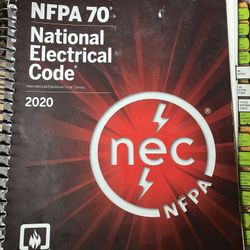 NFPA 70®
National
Electrical
Code®
International Electrical Code® Series
2020
nec®
NFPA